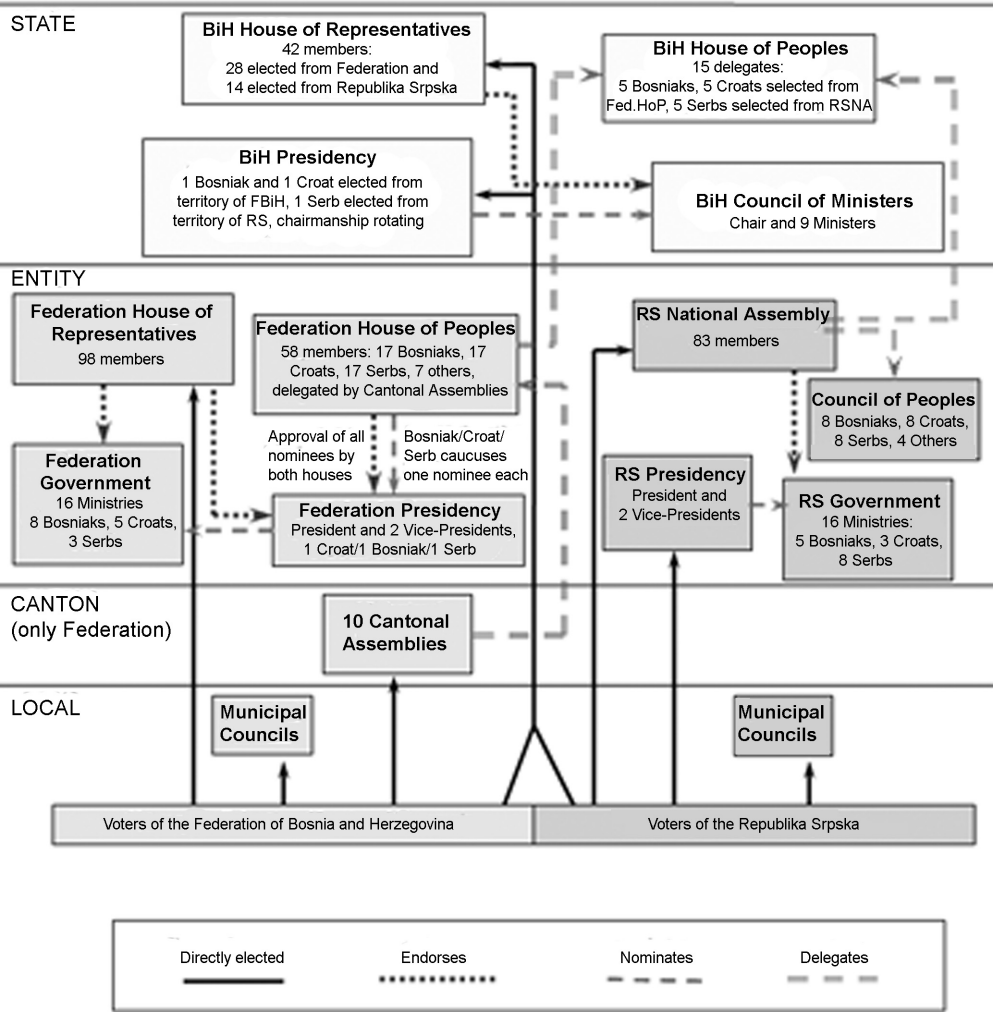 STATE
BiH House of Representatives
42 members:
28 elected from Federation and
14 elected from Republika Srpska
BiH House of Peoples
15 delegates:
5 Bosniaks, 5 Croats selected from
Fed.HoP, 5 Serbs selected from RSNA
BiH Presidency
1 Bosniak and 1 Croat elected from
territory of FBiH, 1 Serb elected from
territory of RS, chairmanship rotating
BiH Council of Ministers
Chair and 9 Ministers
ENTITY
Federation House of
Representatives
98 members
Federation House of Peoples
58 members: 17 Bosniaks, 17
Croats, 17 Serbs, 7 others,
delegated by Cantonal Assemblies
RS National Assembly
83 members
Council of Peoples
8 Bosniaks, 8 Croats,
8 Serbs, 4 Others
Approval of all
nominees by
both houses
Bosniak/Croat/
Serb caucuses
one nominee each
Federation
Government
16 Ministries
8 Bosniaks, 5 Croats,
3 Serbs
Federation Presidency
President and 2 Vice-Presidents,
1 Croat/1 Bosniak/1 Serb
RS Presidency
President and
2 Vice-Presidents
RS Government
16 Ministries:
5 Bosniaks, 3 Croats,
8 Serbs
CANTON
(only Federation)
10 Cantonal
Assemblies
LOCAL
Municipal
Councils
Municipal
Councils
Voters of the Federation of Bosnia and Herzegovina
Voters of the Republika Srpska
Directly elected
Endorses
Nominates
Delegates